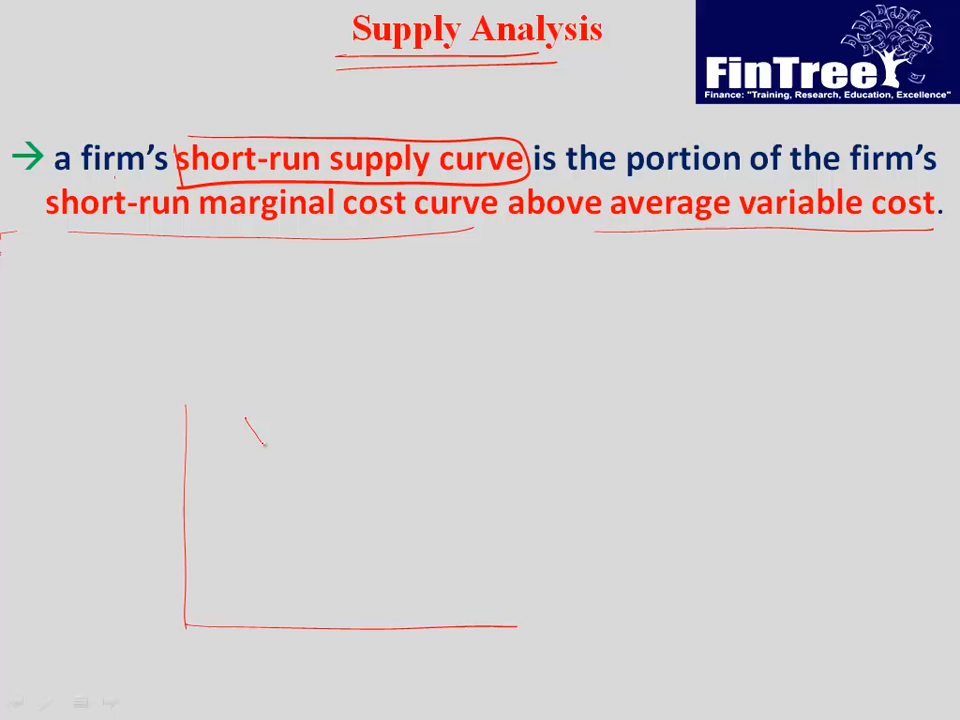 Supply Analysis
FinTree
Finance: "Training, Research, Education, Excellence"
→ a firm's short-run supply curve is the portion of the firm's
short-run marginal cost curve above average variable cost.